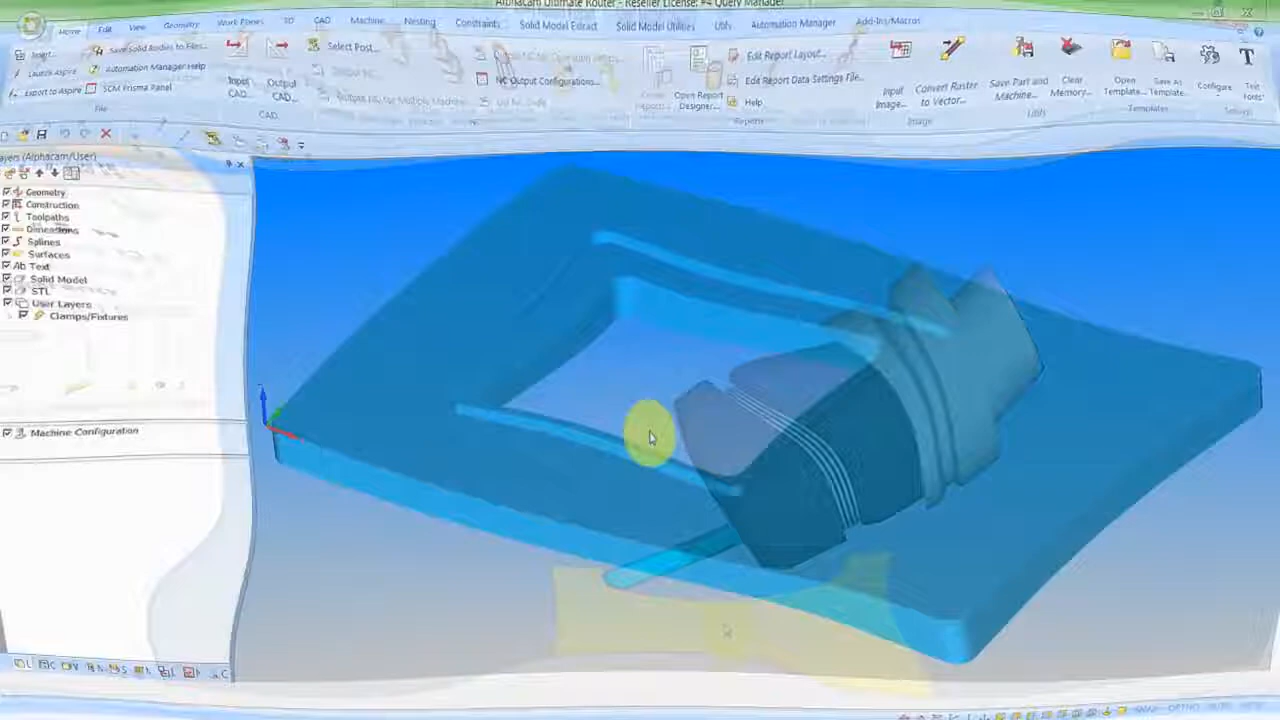 Alphacam Ultimate Router - Reseller License: #4 Query Manager
Home Edit View Geometry Work Planes 3D CAD Machine Nesting Constraints Solid Model Extract Solid Model Utilities Utils Automation Manager Add-Ins/Macros
Insert... Save Solid Bodies to Files...
Launch Aspire Automation Manager Help
Export to Aspire SCM Prisma Panel
File
Input CAD...
Output CAD...
CAD
Select Post...
NC Output Configurations...
Open Report Designer...
Edit Report Layout...
Edit Report Data Settings File...
Help
Reports
Input Image...
Convert Raster to Vector...
Image
Save Part and Machine...
Clear Memory...
Utils
Open Template...
Save As Template...
Templates
Configure
Text Fonts
Settings
ayers (Alphacam/User)
Geometry
Construction
Toolpaths
Dimensions
Splines
Surfaces
Ab Text
Solid Model
STL
User Layers
Clamps/Fixtures
Machine Configuration